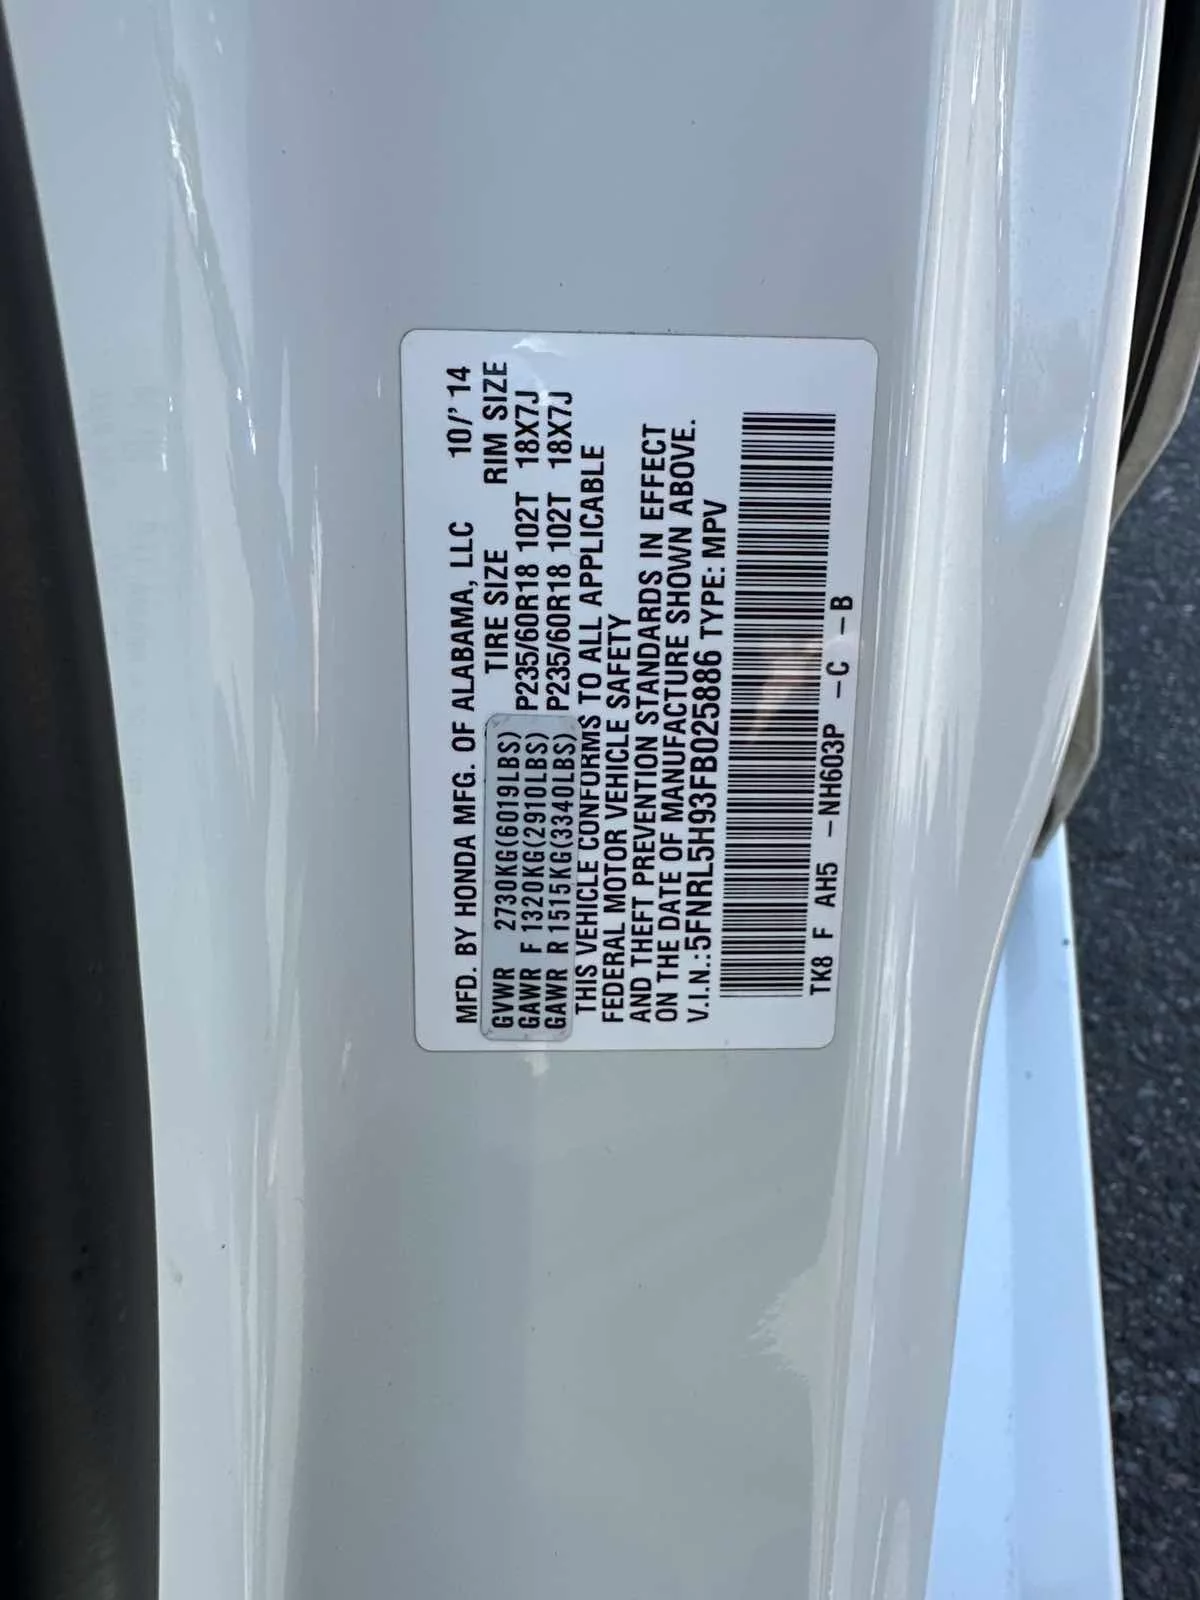 MFD. BY HONDA MFG. OF ALABAMA, LLC 10/' 14
GVWR 2730KG(6019LBS) TIRE SIZE RIM SIZE
GAWR F 1320KG(2910LBS) P235/60R18 102T 18X7J
GAWR R 1515KG(3340LBS) P235/60R18 102T 18X7J
THIS VEHICLE CONFORMS TO ALL APPLICABLE
FEDERAL MOTOR VEHICLE SAFETY
AND THEFT PREVENTION STANDARDS IN EFFECT
ON THE DATE OF MANUFACTURE SHOWN ABOVE.
V.I.N.:5FNRL5H93FB025886 TYPE: MPV
TK8 F AH5 -NH603P -C -B